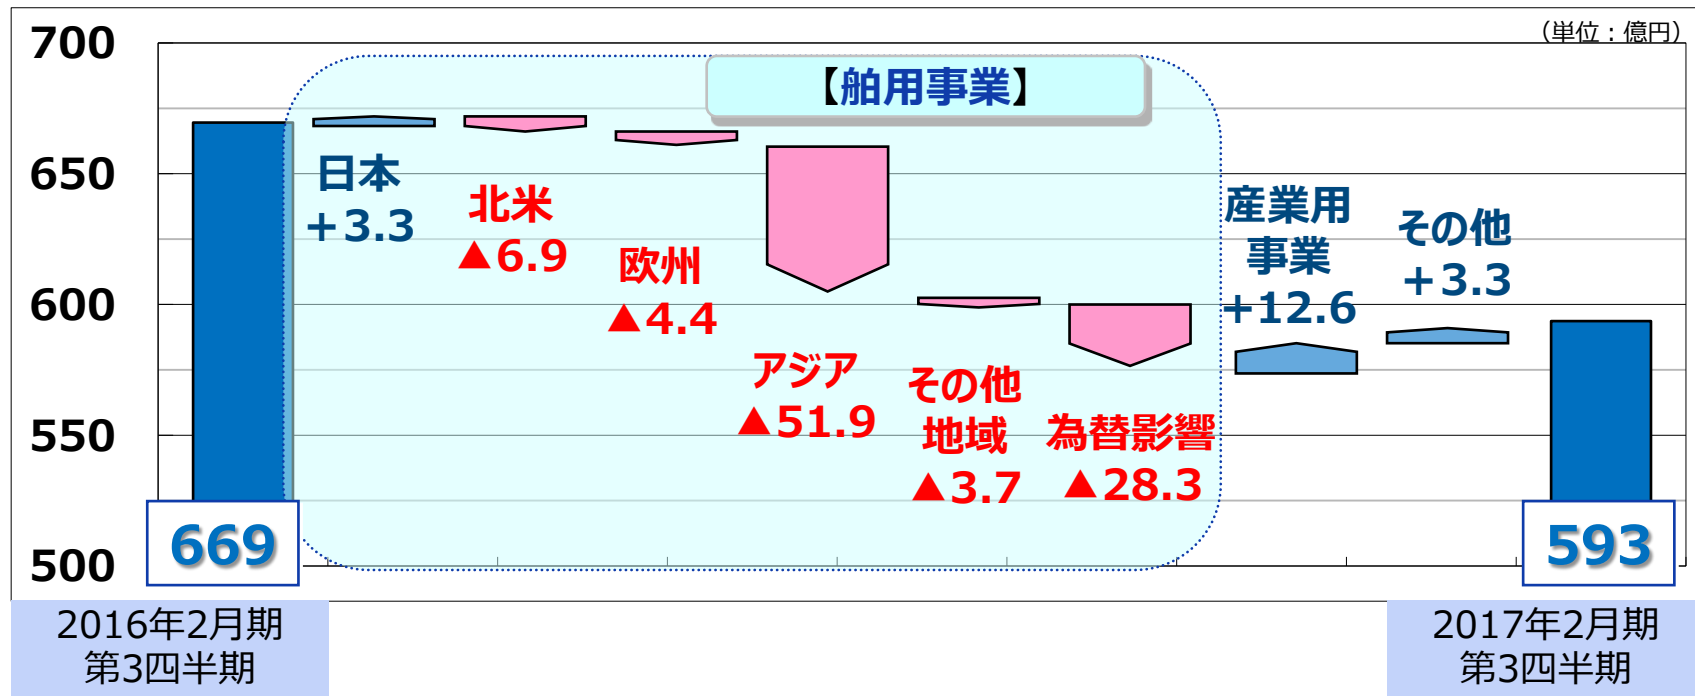 (単位：億円)
700
650
600
550
500
【舶用事業】
日本
+3.3
北米
▲6.9
欧州
▲4.4
アジア
▲51.9
その他
地域
▲3.7
為替影響
▲28.3
産業用
事業
+12.6
その他
+3.3
669
593
2016年2月期
第3四半期
2017年2月期
第3四半期